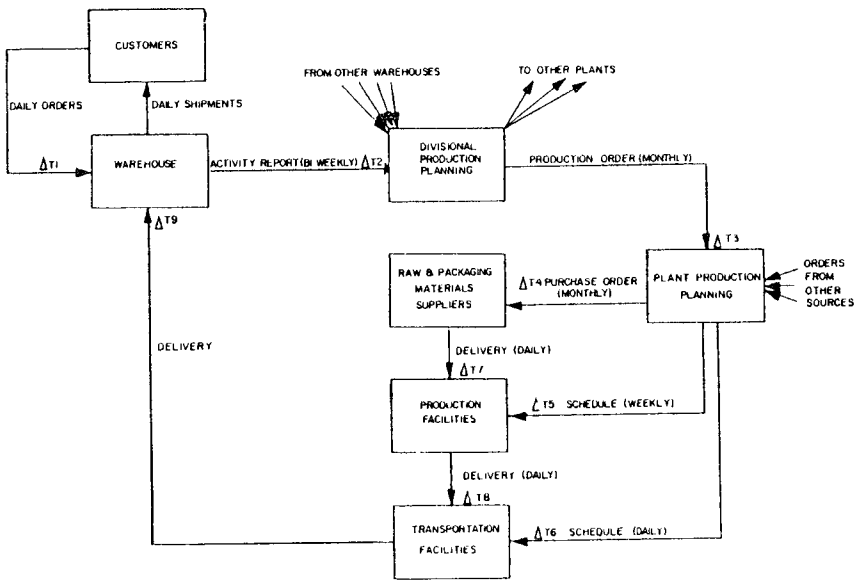 CUSTOMERS
FROM OTHER WAREHOUSES
TO OTHER PLANTS
DAILY ORDERS
DAILY SHIPMENTS
ΔT1
WAREHOUSE
ACTIVITY REPORT (BI WEEKLY) ΔT2
DIVISIONAL
PRODUCTION
PLANNING
PRODUCTION ORDER (MONTHLY)
ΔT9
ΔT3
RAW & PACKAGING
MATERIALS
SUPPLIERS
ΔT4 PURCHASE ORDER
(MONTHLY)
PLANT PRODUCTION
PLANNING
ORDERS
FROM
OTHER
SOURCES
DELIVERY
DELIVERY (DAILY)
ΔT7
PRODUCTION
FACILITIES
ΔT5 SCHEDULE (WEEKLY)
DELIVERY (DAILY)
ΔT8
TRANSPORTATION
FACILITIES
ΔT6 SCHEDULE (DAILY)